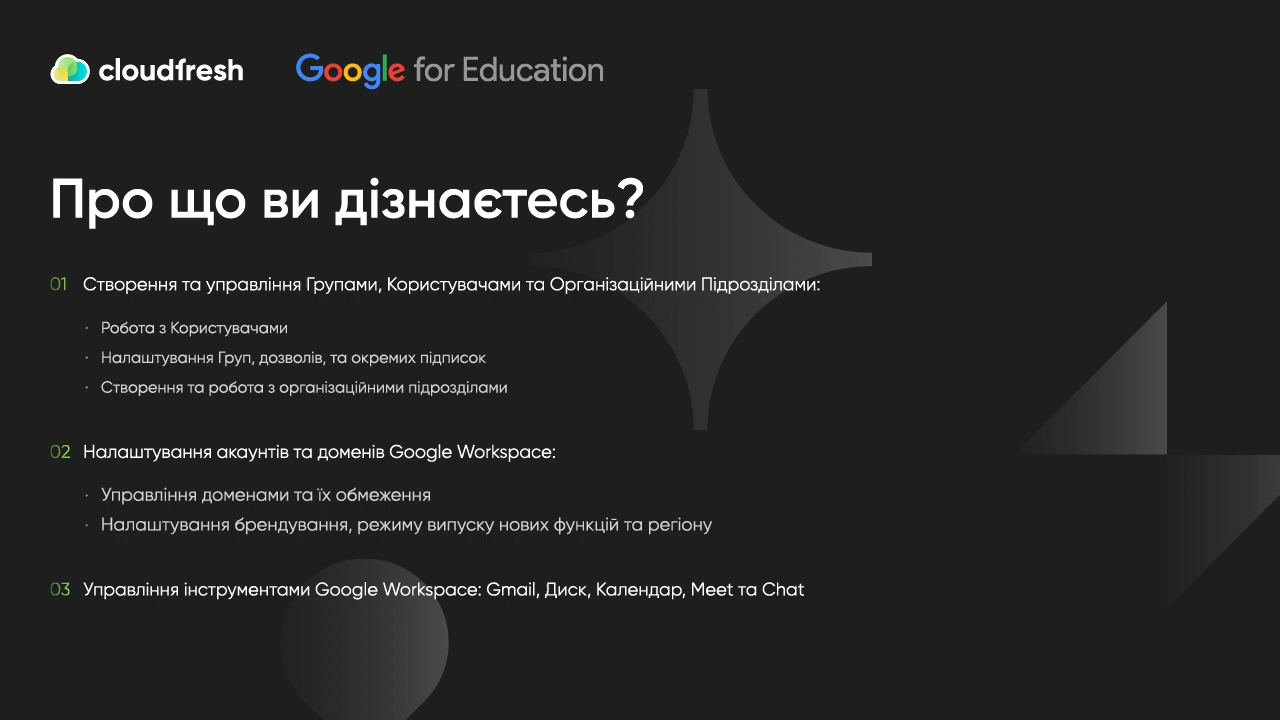 cloudfresh Google for Education
Про що ви дізнаєтесь?
01 Створення та управління Групами, Користувачами та Організаційними Підрозділами:
· Робота з Користувачами
· Налаштування Груп, дозволів, та окремих підписок
· Створення та робота з організаційними підрозділами
02 Налаштування акаунтів та доменів Google Workspace:
· Управління доменами та їх обмеження
· Налаштування брендування, режиму випуску нових функцій та регіону
03 Управління інструментами Google Workspace: Gmail, Диск, Календар, Meet та Chat